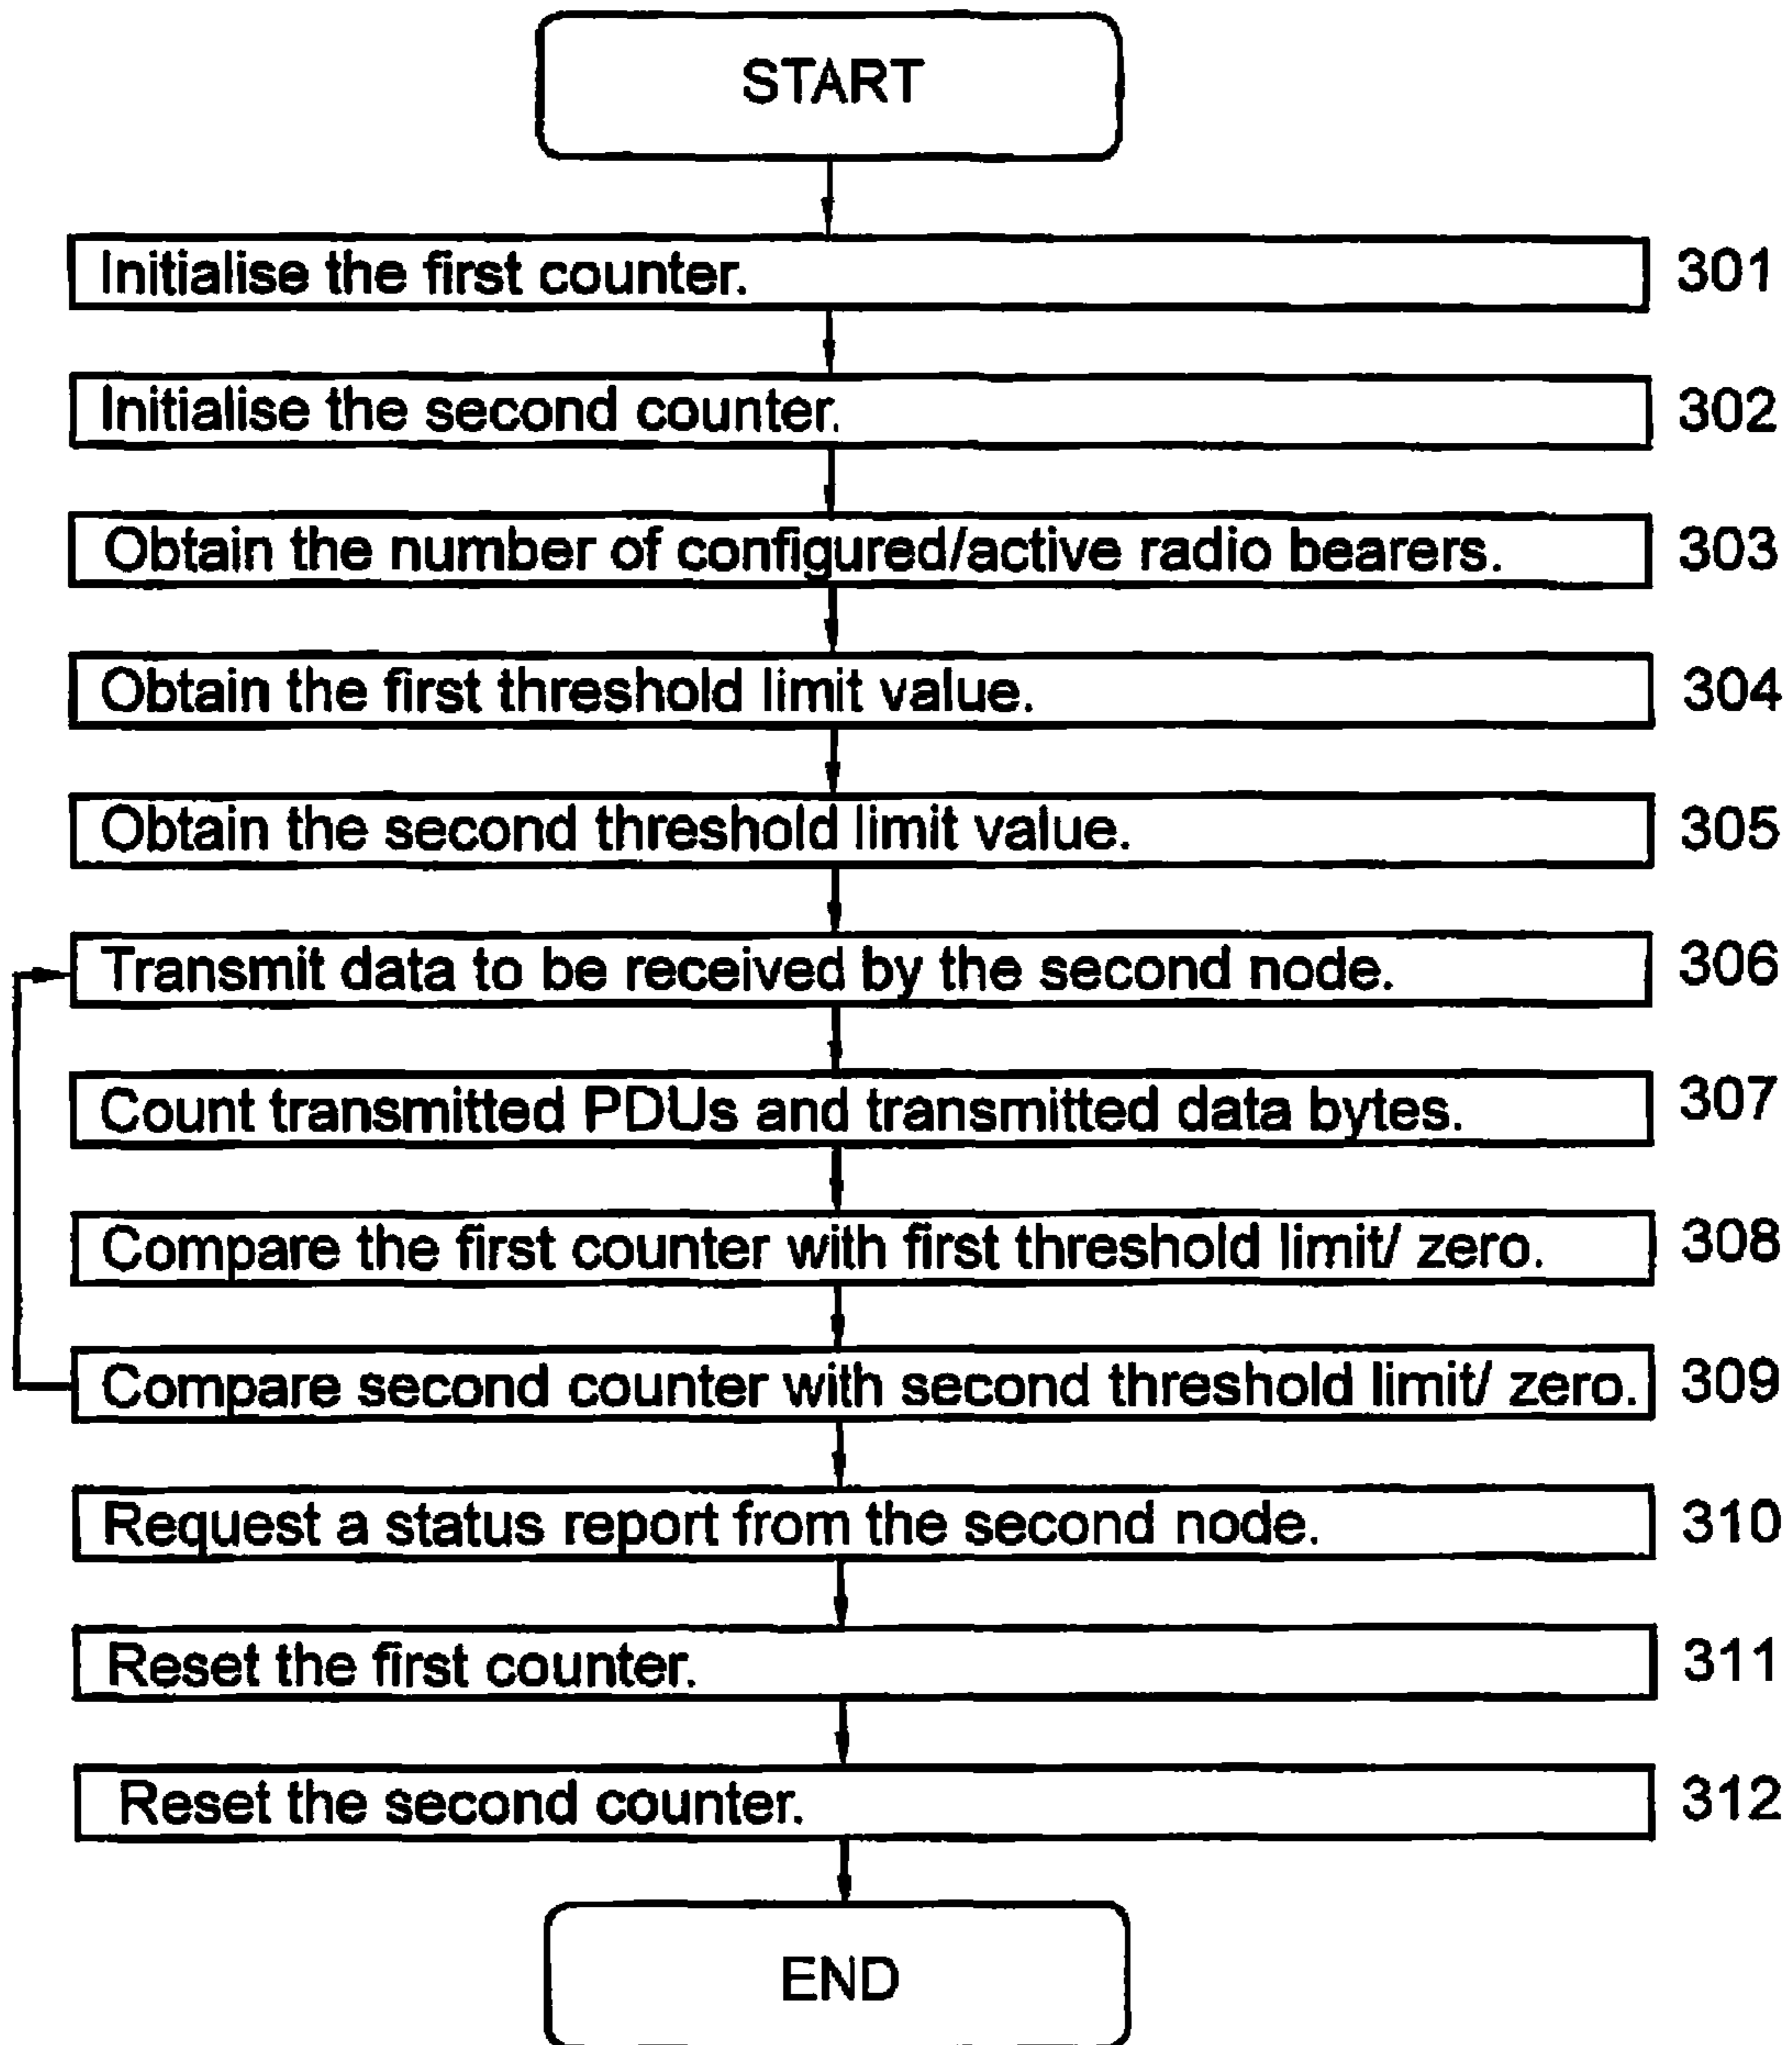 START
Initialise the first counter. 301
Initialise the second counter. 302
Obtain the number of configured/active radio bearers. 303
Obtain the first threshold limit value. 304
Obtain the second threshold limit value. 305
Transmit data to be received by the second node. 306
Count transmitted PDUs and transmitted data bytes. 307
Compare the first counter with first threshold limit/ zero. 308
Compare second counter with second threshold limit/ zero. 309
Request a status report from the second node. 310
Reset the first counter. 311
Reset the second counter. 312
END